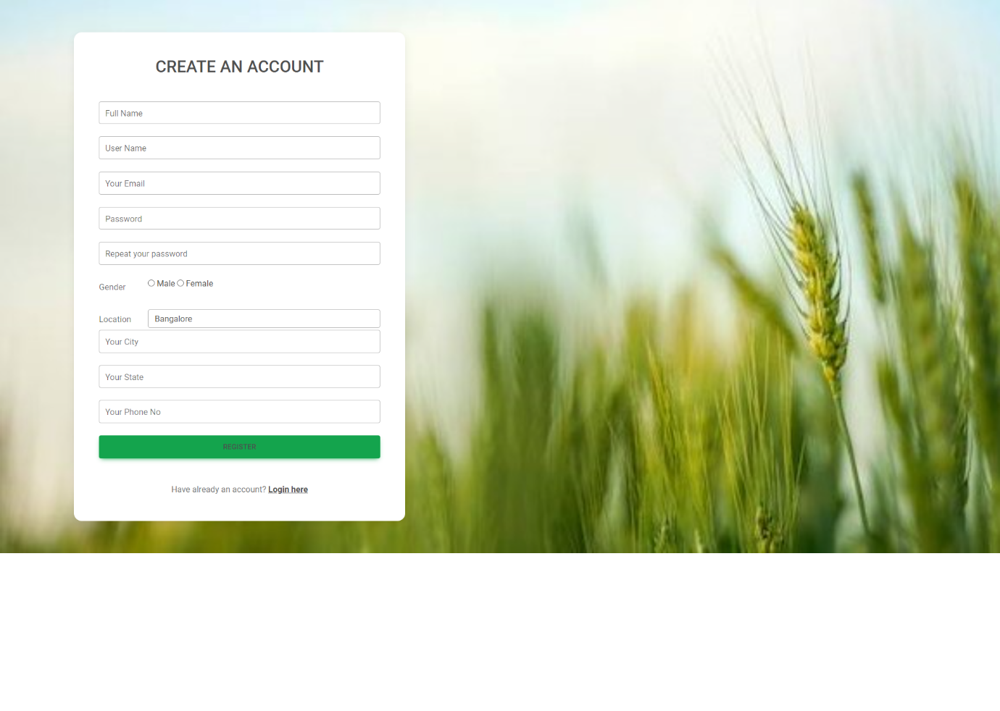 CREATE AN ACCOUNT
Full Name
User Name
Your Email
Password
Repeat your password
Gender Male Female
Location Bangalore
Your City
Your State
Your Phone No
REGISTER
Have already an account? Login here